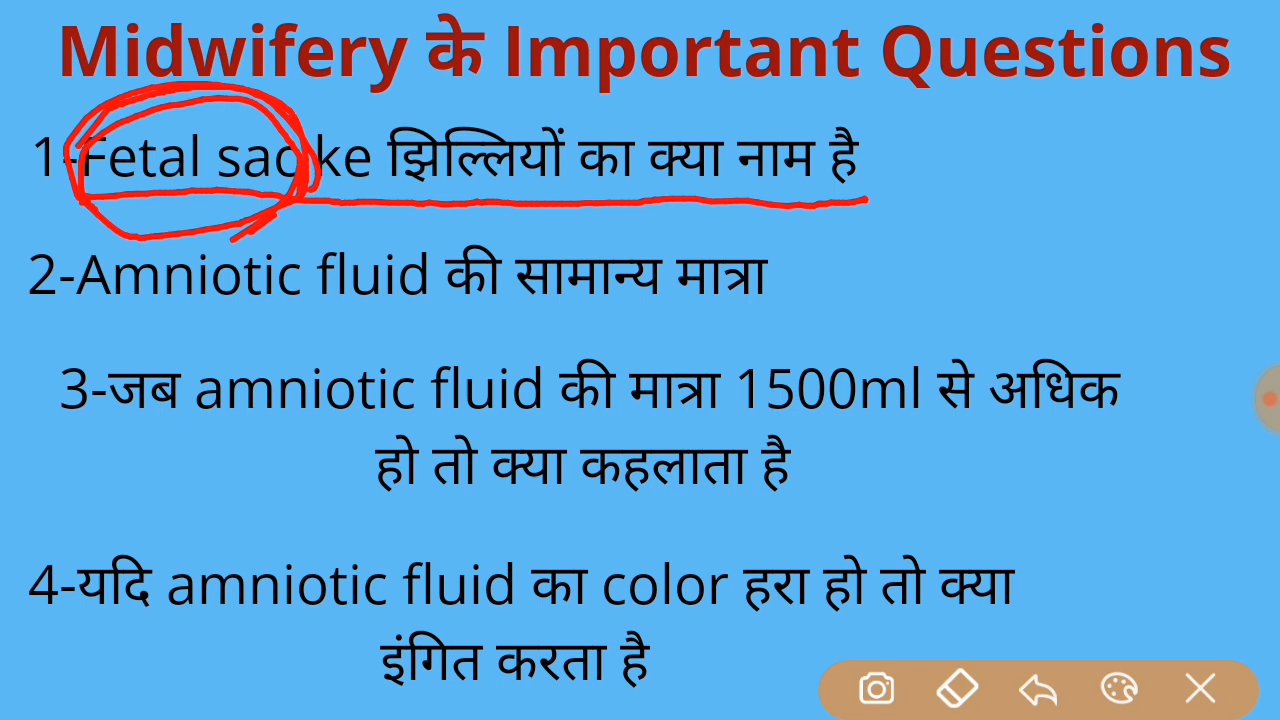 Midwifery के Important Questions
1-Fetal sac ke झिल्लियों का क्या नाम है
2-Amniotic fluid की सामान्य मात्रा
3-जब amniotic fluid की मात्रा 1500ml से अधिक
हो तो क्या कहलाता है
4-यदि amniotic fluid का color हरा हो तो क्या
इंगित करता है